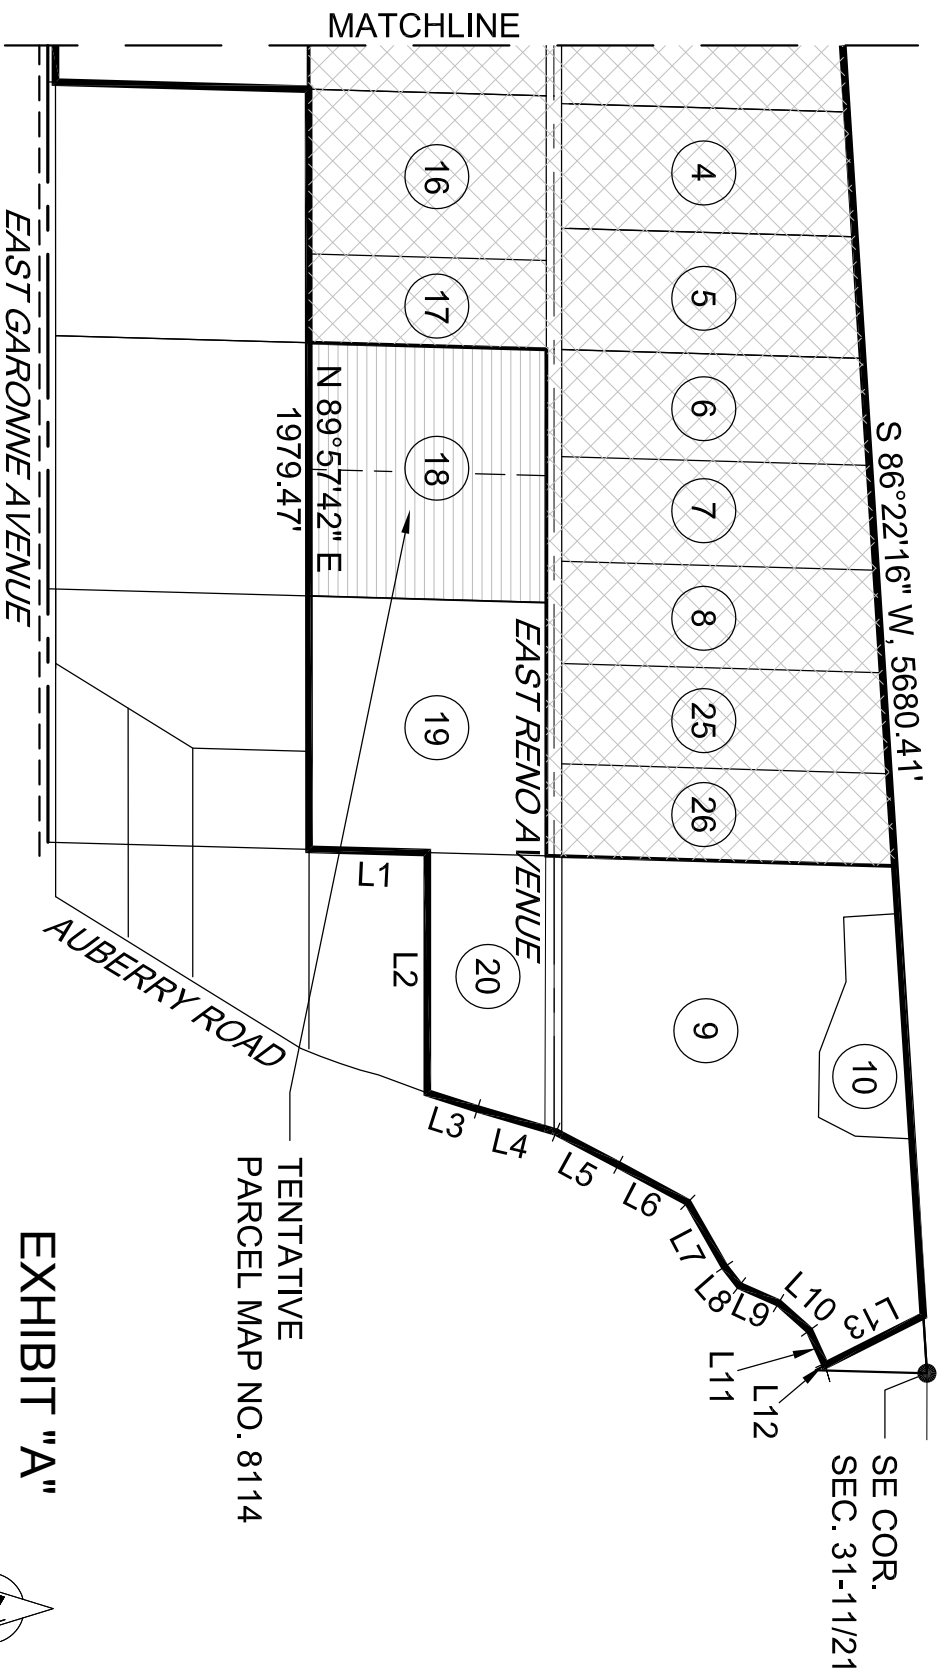 MATCHLINE
S 86°22'16" W, 5680.41'
4
5
6
7
8
25
26
9
10
16
17
18
19
20
N 89°57'42" E
1979.47'
EAST RENO AVENUE
EAST GARONNE AVENUE
AUBERRY ROAD
L1
L2
L3
L4
L5
L6
L7
L8
L9
L10
L11
L12
L13
SE COR.
SEC. 31-11/21
TENTATIVE
PARCEL MAP NO. 8114
EXHIBIT "A"